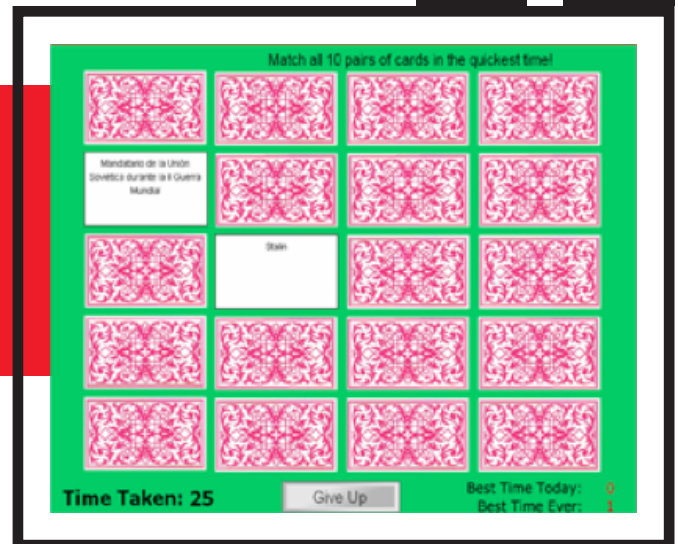 Match all 10 pairs of cards in the quickest time!
Mandatario de la Unión
Soviética durante la II Guerra
Mundial
Stalin
Time Taken: 25
Give Up
Best Time Today: 0
Best Time Ever: 1